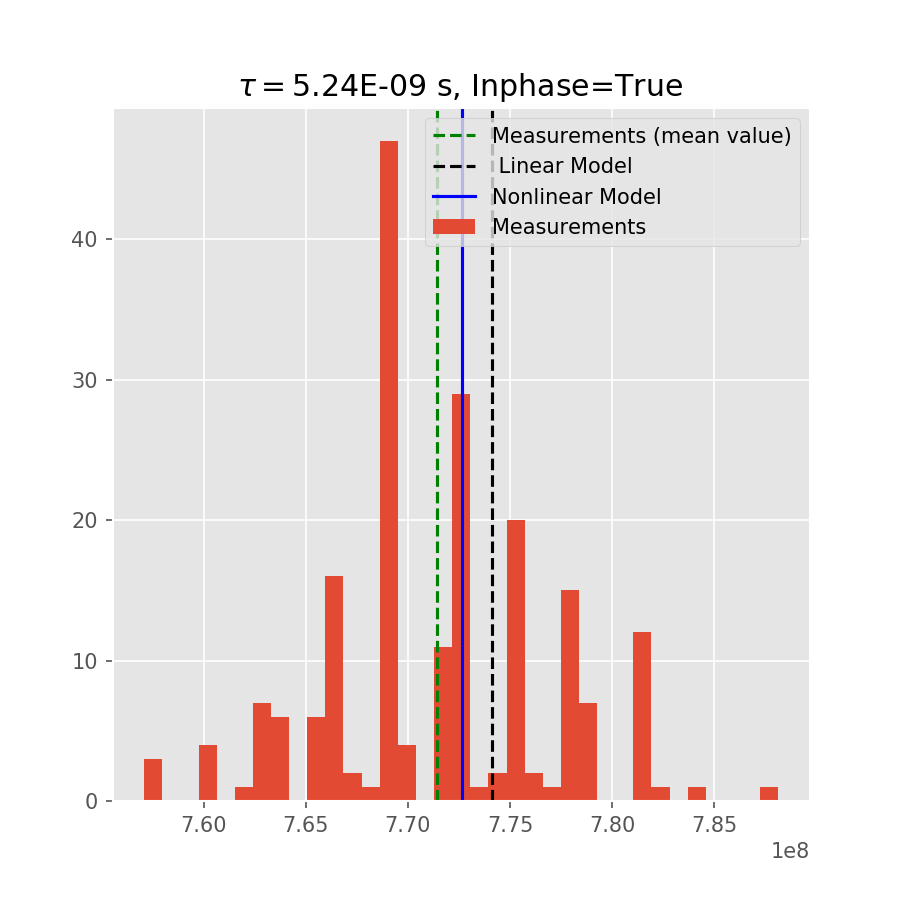 τ = 5.24E-09 s, Inphase=True
Measurements (mean value)
Linear Model
Nonlinear Model
Measurements
40
30
20
10
0
7.60 7.65 7.70 7.75 7.80 7.85
1e8